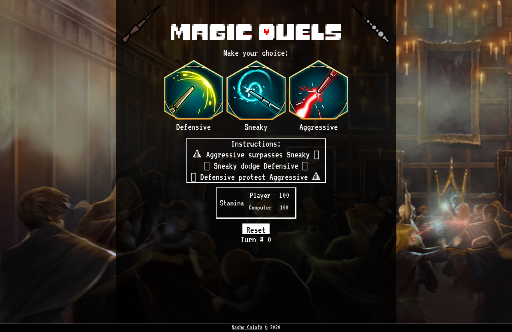 MAGIC DUELS
Make your choice:
Defensive Sneaky Aggressive
Instructions:
Aggressive surpasses Sneaky
Sneaky dodge Defensive
Defensive protect Aggressive
Stamina
Player 100
Computer 100
Reset
Turn # 0
© 2020